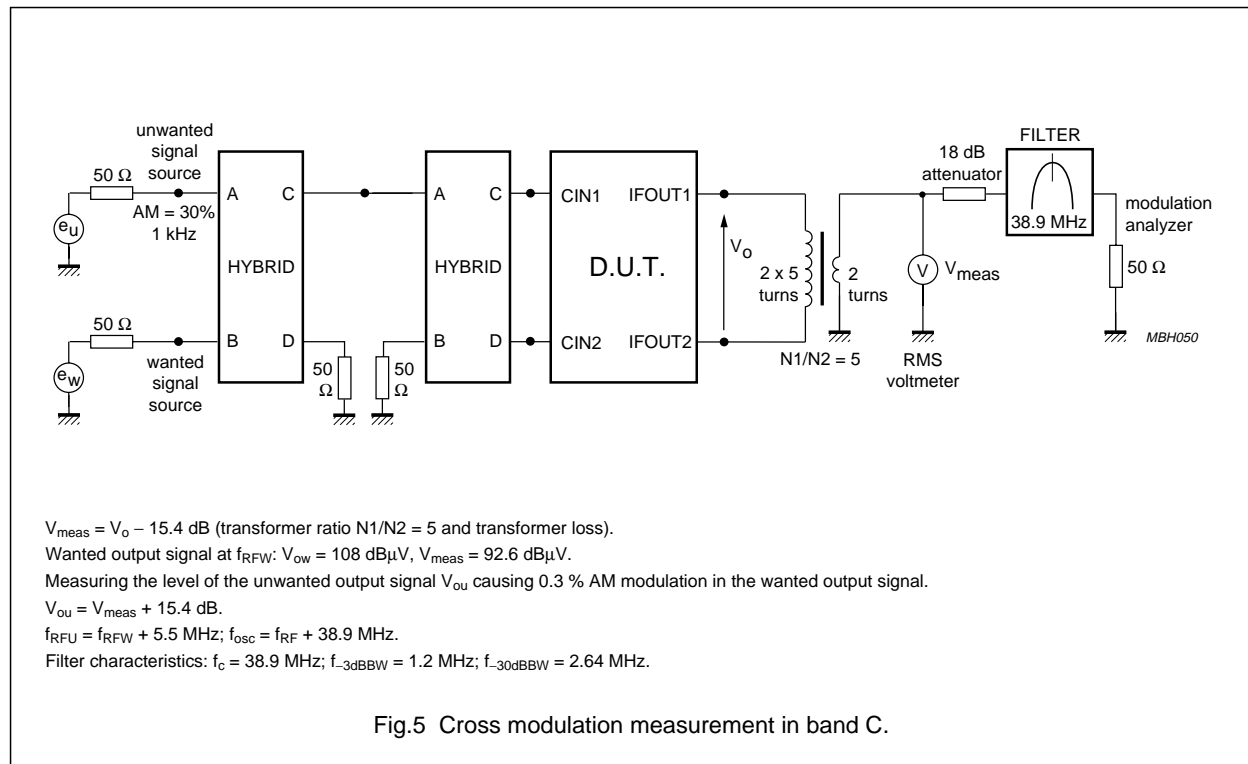 unwanted
signal
source
50 Ω
e_u
AM = 30%
1 kHz
A
C
HYBRID
B
D
50 Ω
e_w
wanted
signal
source
50
Ω
50
Ω
A
C
HYBRID
B
D
CIN1
IFOUT1
D.U.T.
CIN2
IFOUT2
V_o
2 x 5
turns
2
turns
N1/N2 = 5
V
V_meas
RMS
voltmeter
18 dB
attenuator
FILTER
38.9 MHz
modulation
analyzer
50 Ω
MBH050
V_meas = V_o − 15.4 dB (transformer ratio N1/N2 = 5 and transformer loss).
Wanted output signal at f_RFW: V_ow = 108 dBμV, V_meas = 92.6 dBμV.
Measuring the level of the unwanted output signal V_ou causing 0.3 % AM modulation in the wanted output signal.
V_ou = V_meas + 15.4 dB.
f_RFU = f_RFW + 5.5 MHz; f_osc = f_RF + 38.9 MHz.
Filter characteristics: f_c = 38.9 MHz; f_−3dBBW = 1.2 MHz; f_−30dBBW = 2.64 MHz.
Fig.5 Cross modulation measurement in band C.